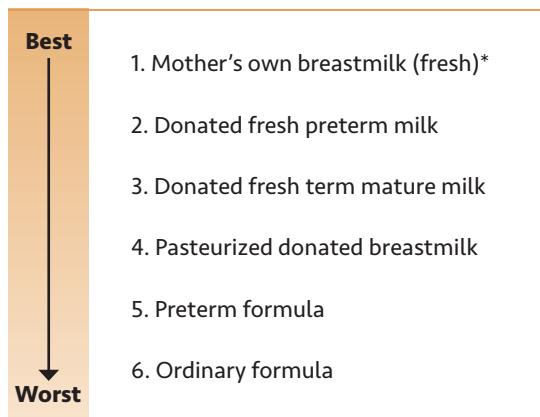 Best
1. Mother’s own breastmilk (fresh)*
2. Donated fresh preterm milk
3. Donated fresh term mature milk
4. Pasteurized donated breastmilk
5. Preterm formula
6. Ordinary formula
Worst